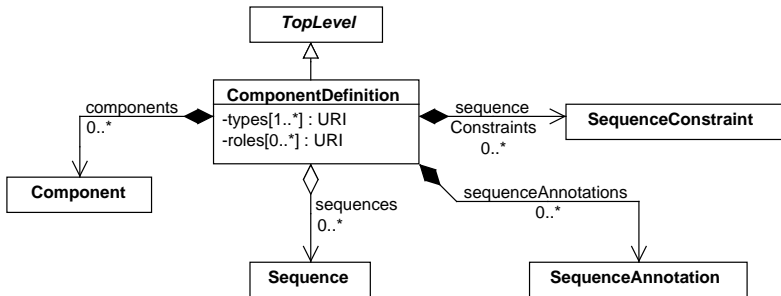 TopLevel
ComponentDefinition
-types[1..*] : URI
-roles[0..*] : URI
components
0..*
sequence
Constraints
0..*
SequenceConstraint
Component
sequences
0..*
sequenceAnnotations
0..*
Sequence
SequenceAnnotation